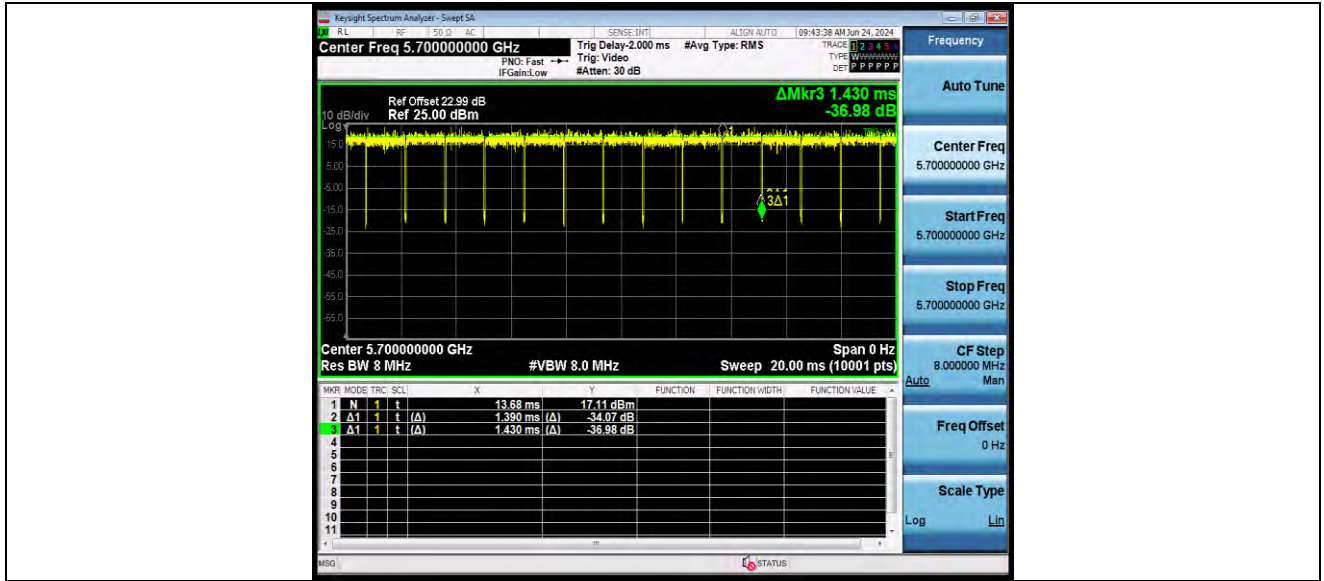 Keysight Spectrum Analyzer - Swept SA
RL RF 50 Ω AC SENSE:INT ALIGN AUTO 09:43:38 AM Jun 24, 2024
Center Freq 5.700000000 GHz
PNO: Fast
IFGain:Low
Trig Delay-2.000 ms
Trig: Video
#Atten: 30 dB
#Avg Type: RMS
TRACE 1 2 3 4 5 6
TYPE WWWWWW
DET P P P P P P
Ref Offset 22.99 dB
10 dB/div Ref 25.00 dBm
Log
ΔMkr3 1.430 ms
-36.98 dB
15.0
5.00
-5.00
-15.0
-25.0
-35.0
-45.0
-55.0
-65.0
1
3Δ1
Center 5.700000000 GHz Span 0 Hz
Res BW 8 MHz #VBW 8.0 MHz Sweep 20.00 ms (10001 pts)
MKR MODE TRC SCL X Y FUNCTION FUNCTION WIDTH FUNCTION VALUE
1 N 1 t 13.68 ms 17.11 dBm
2 Δ1 1 t (Δ) 1.390 ms (Δ) -34.07 dB
3 Δ1 1 t (Δ) 1.430 ms (Δ) -36.98 dB
4
5
6
7
8
9
10
11
MSG STATUS
Frequency
Auto Tune
Center Freq
5.700000000 GHz
Start Freq
5.700000000 GHz
Stop Freq
5.700000000 GHz
CF Step
8.000000 MHz
Auto Man
Freq Offset
0 Hz
Scale Type
Log Lin